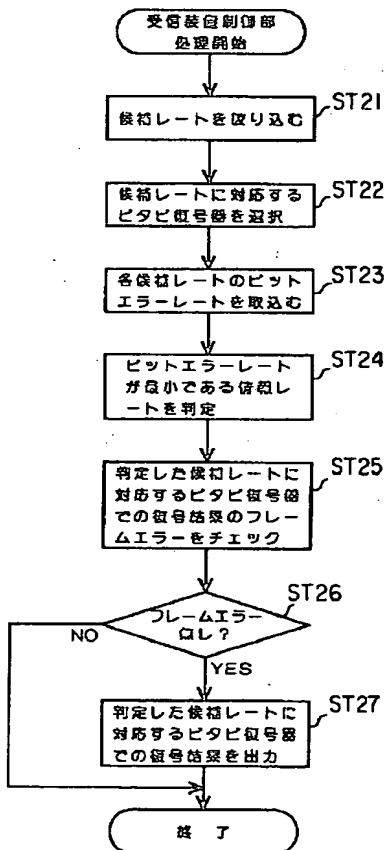 受信装置制御部
処理開始
ST21
候補レートを取り込む
ST22
候補レートに対応する
ビタビ復号器を選択
ST23
各候補レートのビット
エラーレートを取込む
ST24
ビットエラーレート
が最小である候補レ
ートを判定
ST25
判定した候補レートに
対応するビタビ復号器
での復号結果のフレー
ムエラーをチェック
ST26
フレームエラー
なし?
NO
YES
ST27
判定した候補レートに
対応するビタビ復号器
での復号結果を出力
終 了